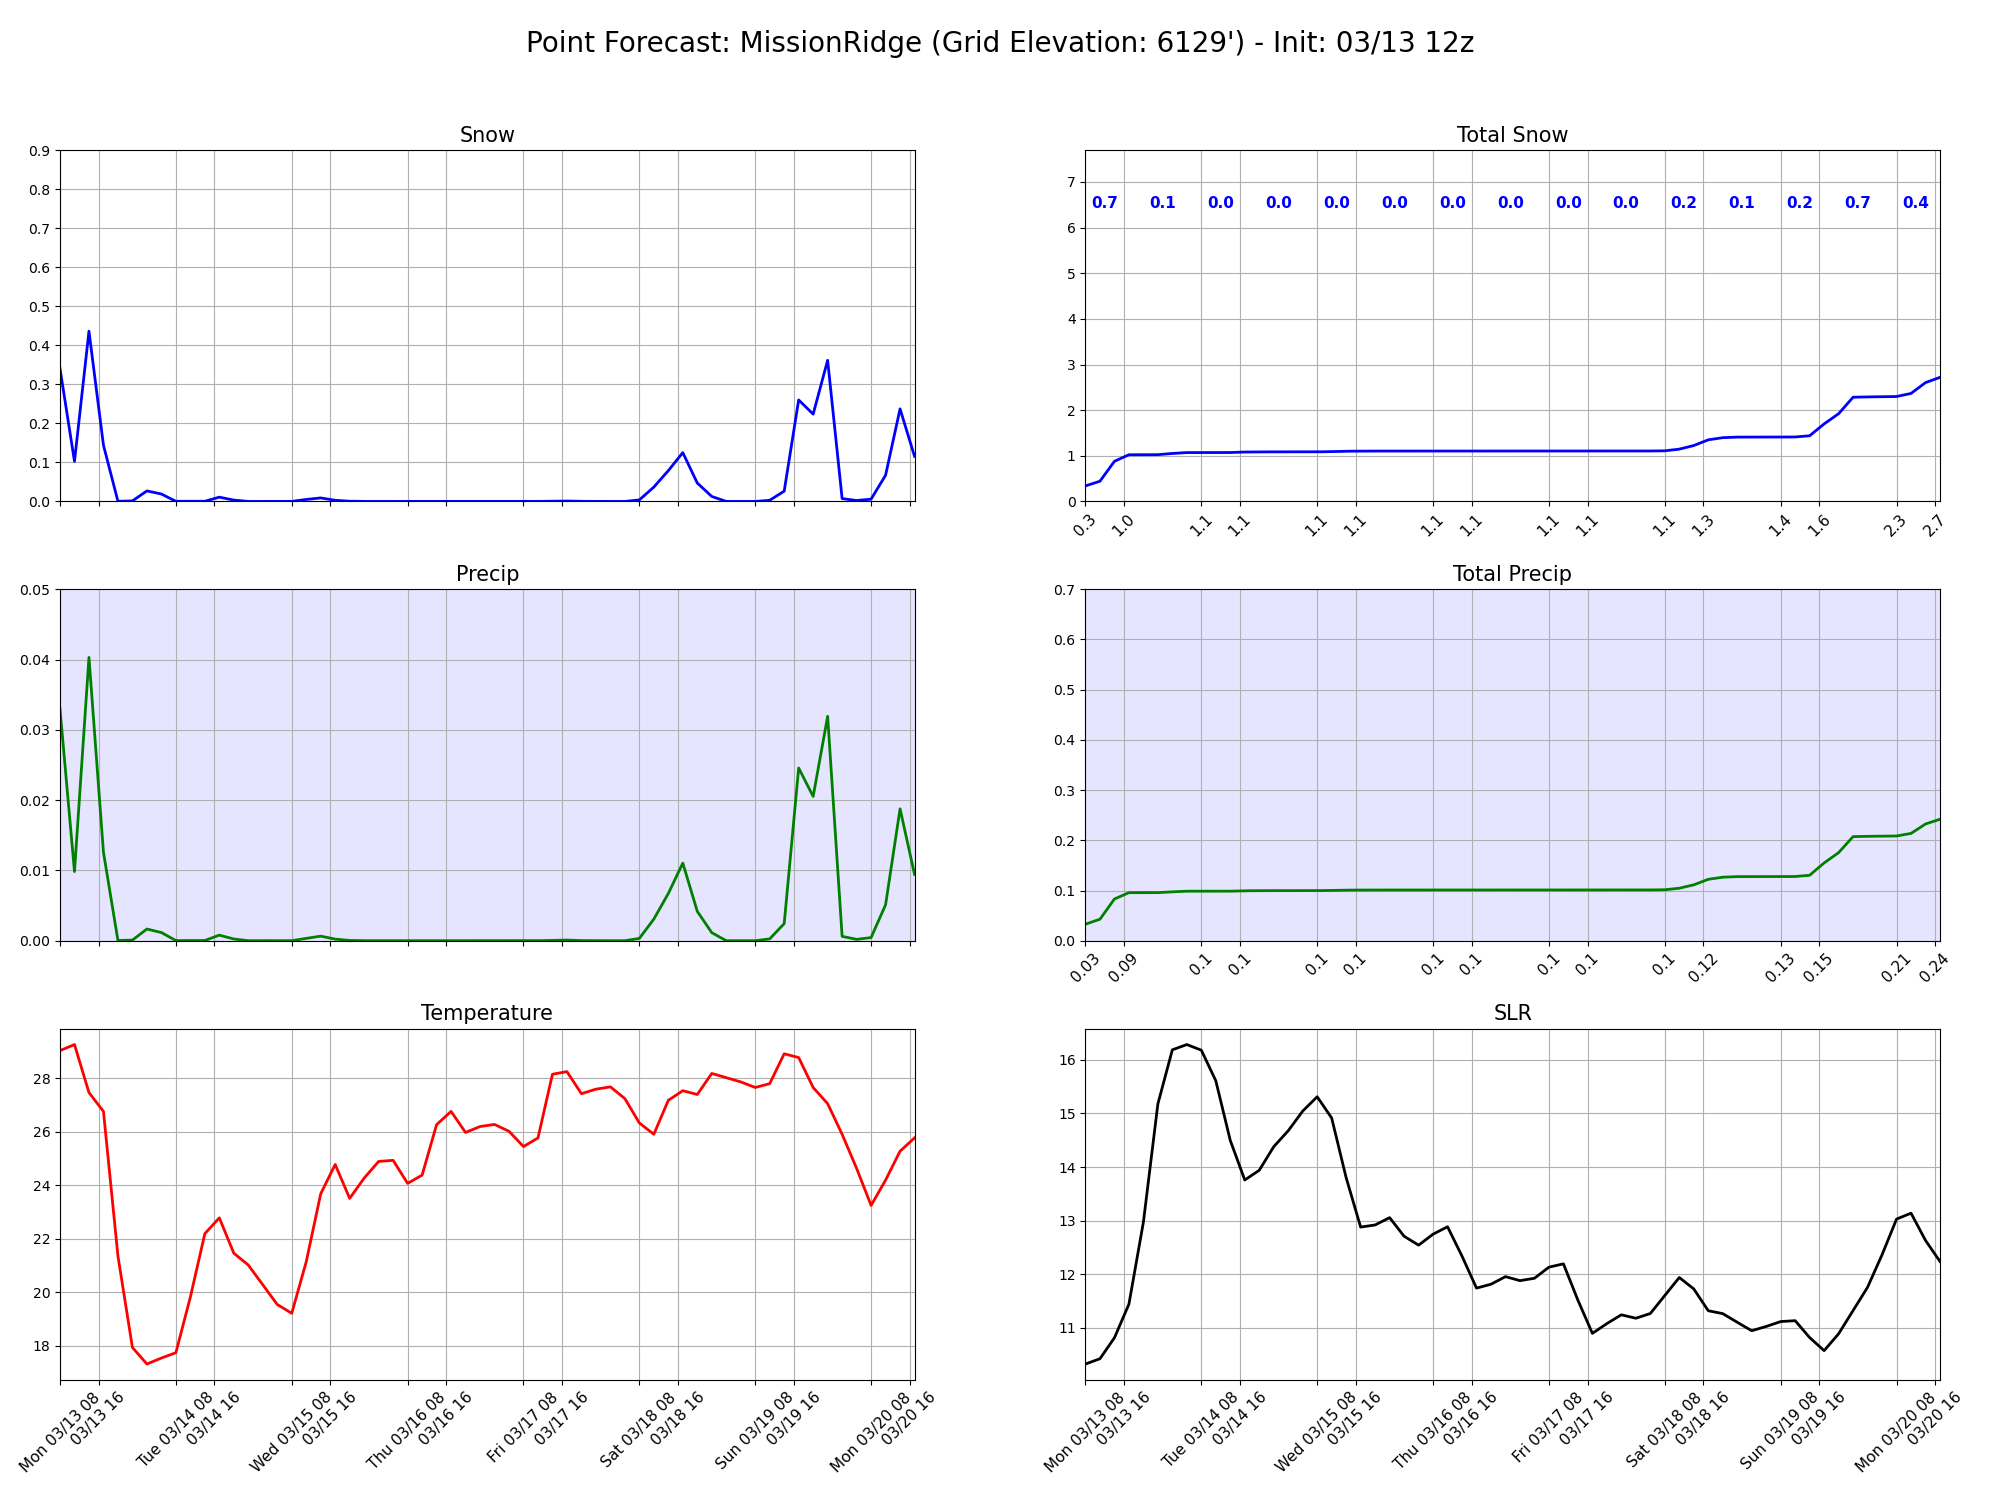 Point Forecast: MissionRidge (Grid Elevation: 6129') - Init: 03/13 12z
Snow
0.9
0.8
0.7
0.6
0.5
0.4
0.3
0.2
0.1
0.0
Total Snow
7
6
5
4
3
2
1
0
0.7 0.1 0.0 0.0 0.0 0.0 0.0 0.0 0.0 0.0 0.2 0.1 0.2 0.7 0.4
0.3 1.0 1.1 1.1 1.1 1.1 1.1 1.1 1.1 1.1 1.1 1.3 1.4 1.6 2.3 2.7
Precip
0.05
0.04
0.03
0.02
0.01
0.00
Total Precip
0.7
0.6
0.5
0.4
0.3
0.2
0.1
0.0
0.03 0.09 0.1 0.1 0.1 0.1 0.1 0.1 0.1 0.1 0.1 0.12 0.13 0.15 0.21 0.24
Temperature
28
26
24
22
20
18
Mon 03/13 08
03/13 16
Tue 03/14 08
03/14 16
Wed 03/15 08
03/15 16
Thu 03/16 08
03/16 16
Fri 03/17 08
03/17 16
Sat 03/18 08
03/18 16
Sun 03/19 08
03/19 16
Mon 03/20 08
03/20 16
SLR
16
15
14
13
12
11
Mon 03/13 08
03/13 16
Tue 03/14 08
03/14 16
Wed 03/15 08
03/15 16
Thu 03/16 08
03/16 16
Fri 03/17 08
03/17 16
Sat 03/18 08
03/18 16
Sun 03/19 08
03/19 16
Mon 03/20 08
03/20 16